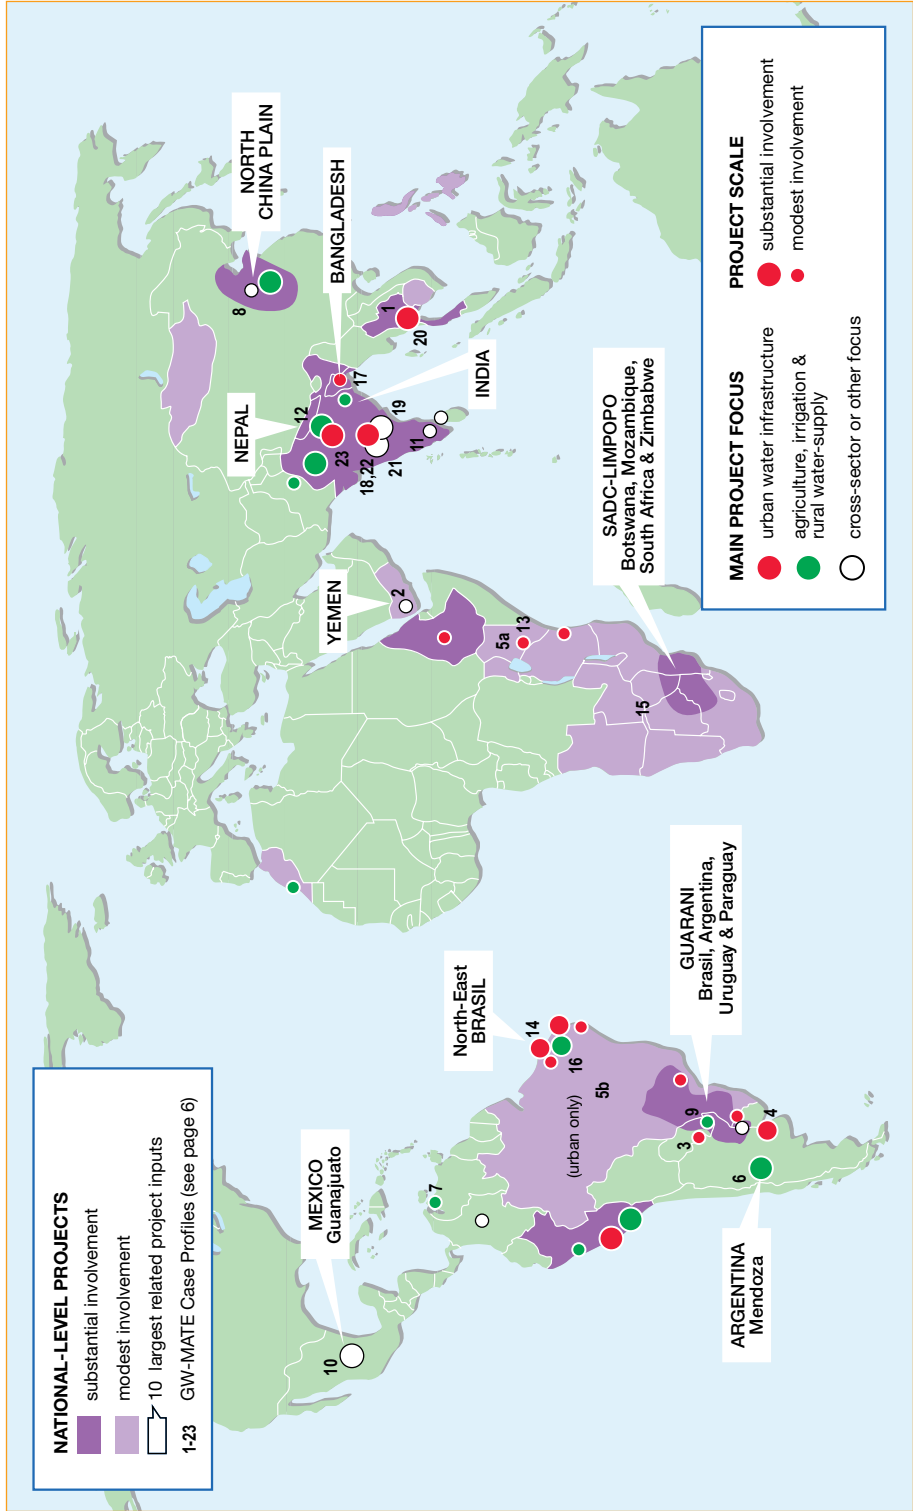 NATIONAL-LEVEL PROJECTS
substantial involvement
modest involvement
10 largest related project inputs
1-23 GW-MATE Case Profiles (see page 6)
MEXICO
Guanajuato
10
7
North-East
BRASIL
14
16
5b
(urban only)
GUARANI
Brasil, Argentina,
Uruguay & Paraguay
9
3
4
6
ARGENTINA
Mendoza
YEMEN
2
5a
13
15
SADC-LIMPOPO
Botswana, Mozambique,
South Africa & Zimbabwe
NEPAL
12
23
18,22
21
19
11
17
INDIA
BANGLADESH
NORTH
CHINA PLAIN
8
1
20
MAIN PROJECT FOCUS
urban water infrastructure
agriculture, irrigation &
rural water-supply
cross-sector or other focus
PROJECT SCALE
substantial involvement
modest involvement